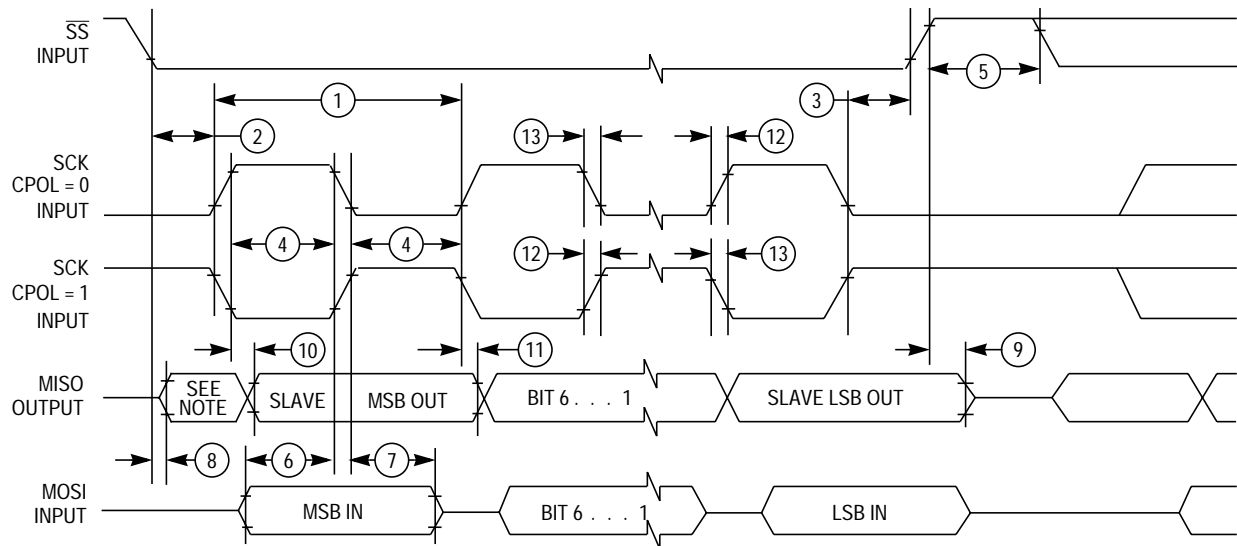 SS
INPUT
5
1
3
2
13
12
SCK
CPOL = 0
INPUT
4
4
12
13
SCK
CPOL = 1
INPUT
10
11
9
MISO
OUTPUT
SEE
NOTE
SLAVE
MSB OUT
BIT 6 . . . 1
SLAVE LSB OUT
8
6
7
MOSI
INPUT
MSB IN
BIT 6 . . . 1
LSB IN